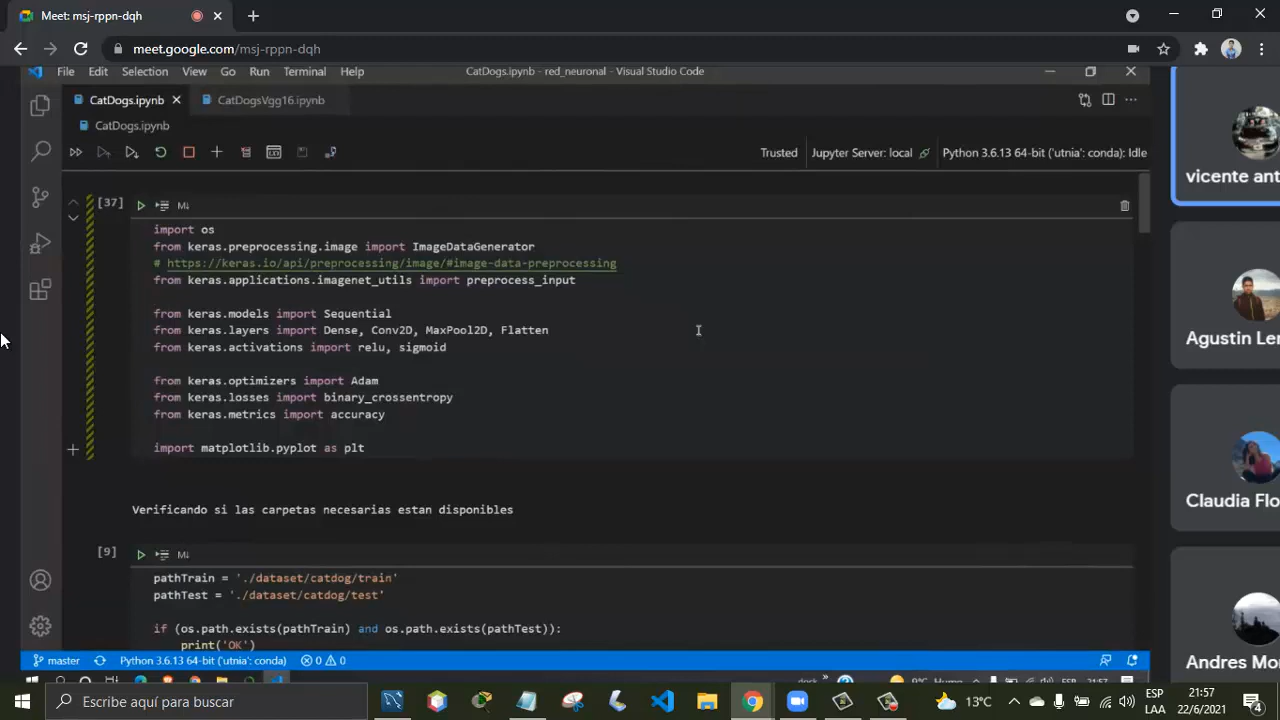 Meet: msj-rppn-dqh
meet.google.com/msj-rppn-dqh
File Edit Selection View Go Run Terminal Help
CatDogs.ipynb - red_neuronal - Visual Studio Code
CatDogs.ipynb
CatDogsVgg16.ipynb
CatDogs.ipynb
Trusted
Jupyter Server: local
Python 3.6.13 64-bit ('utnia': conda): Idle
[37]
M↓
import os
from keras.preprocessing.image import ImageDataGenerator
# https://keras.io/api/preprocessing/image/#image-data-preprocessing
from keras.applications.imagenet_utils import preprocess_input
from keras.models import Sequential
from keras.layers import Dense, Conv2D, MaxPool2D, Flatten
from keras.activations import relu, sigmoid
from keras.optimizers import Adam
from keras.losses import binary_crossentropy
from keras.metrics import accuracy
import matplotlib.pyplot as plt
Verificando si las carpetas necesarias estan disponibles
[9]
M↓
pathTrain = './dataset/catdog/train'
pathTest = './dataset/catdog/test'
if (os.path.exists(pathTrain) and os.path.exists(pathTest)):
print('OK')
master
Python 3.6.13 64-bit ('utnia': conda)
0 0
vicente ant
Agustin Ler
Claudia Flo
Andres Mo
Escribe aquí para buscar
13°C
ESP
LAA
21:57
22/6/2021
4